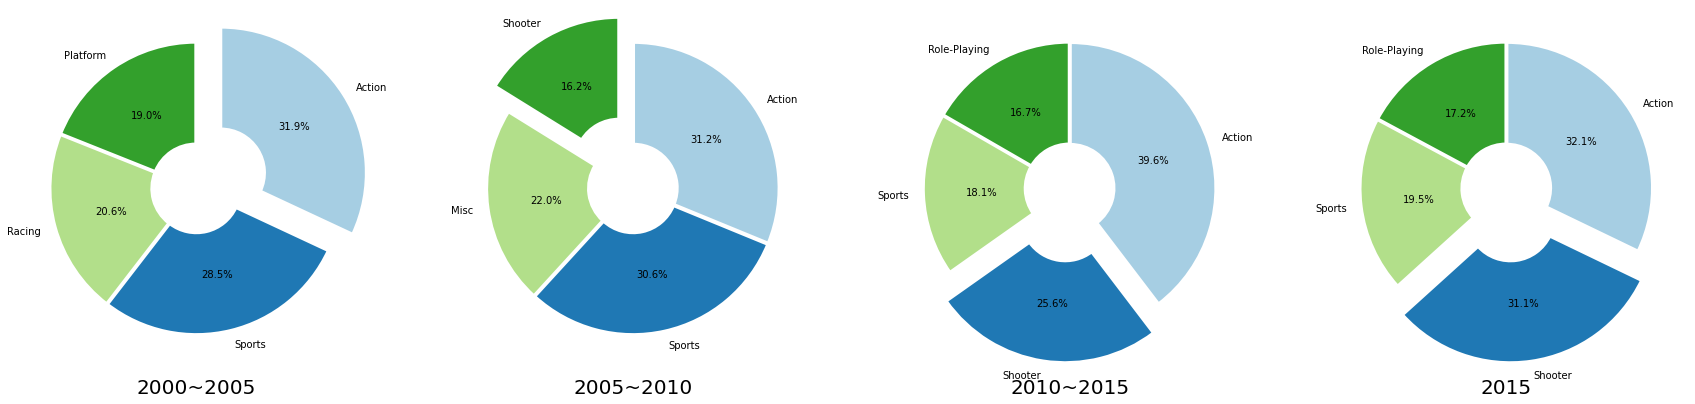 Platform
19.0%
Action
31.9%
20.6%
Racing
28.5%
Sports
2000~2005
Shooter
16.2%
Action
31.2%
22.0%
Misc
30.6%
Sports
2005~2010
Role-Playing
16.7%
Action
39.6%
18.1%
Sports
25.6%
Shooter
2010~2015
Role-Playing
17.2%
Action
32.1%
19.5%
Sports
31.1%
Shooter
2015